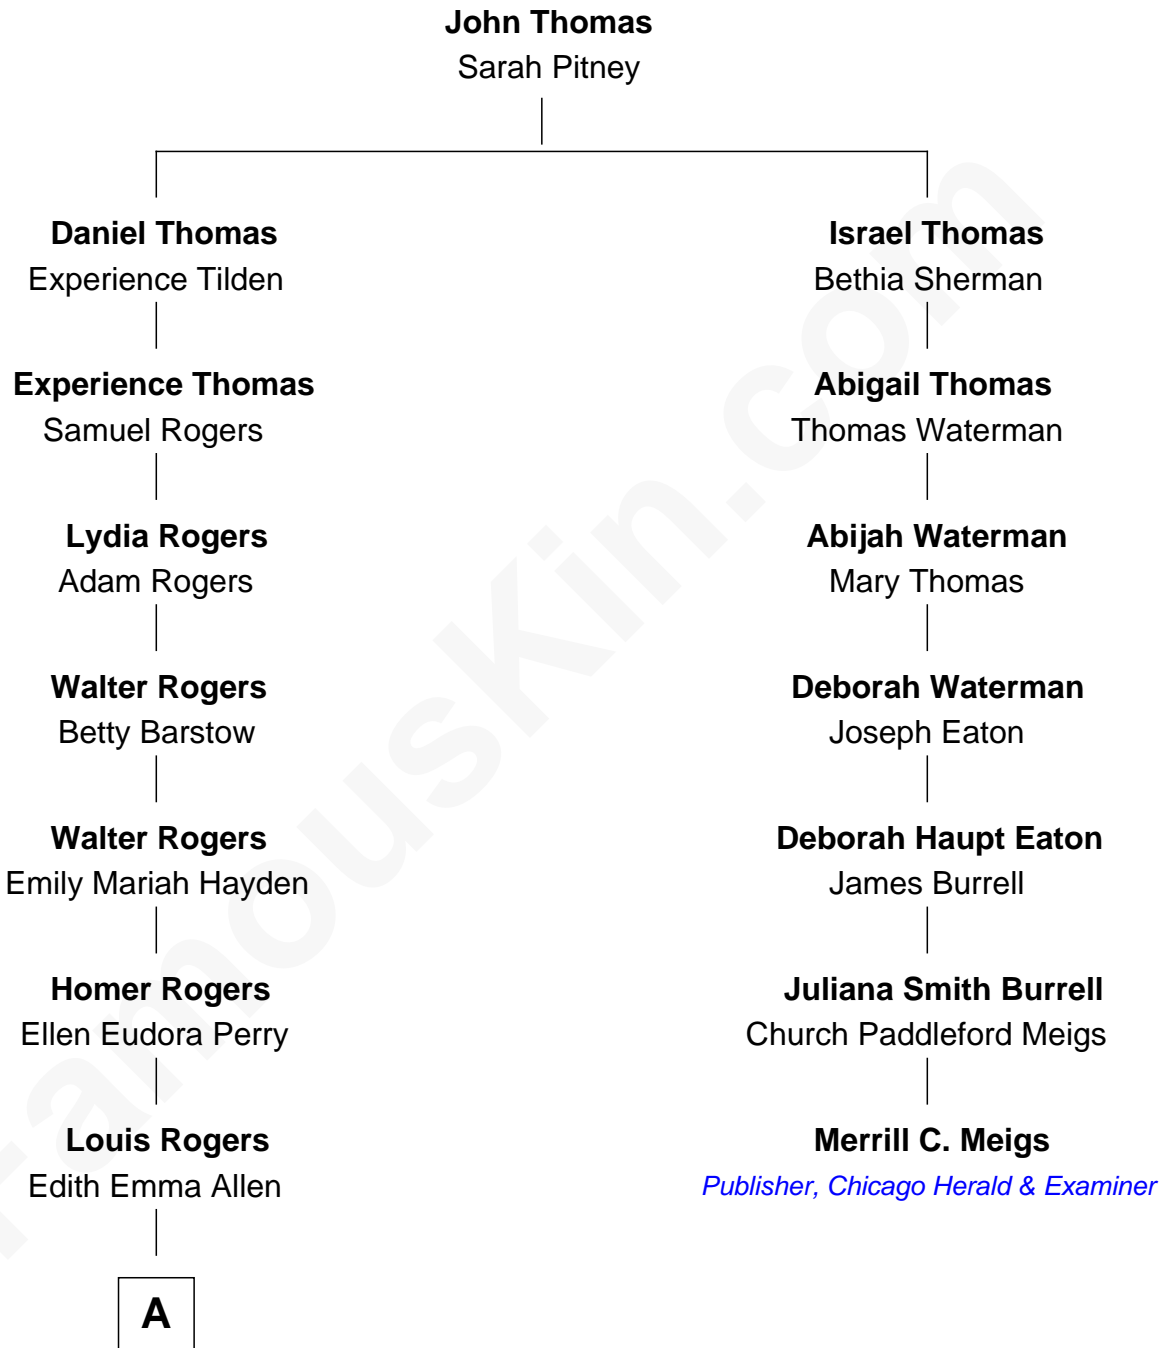 John Thomas
Sarah Pitney
Daniel Thomas
Experience Tilden
Experience Thomas
Samuel Rogers
Lydia Rogers
Adam Rogers
Walter Rogers
Betty Barstow
Walter Rogers
Emily Mariah Hayden
Homer Rogers
Ellen Eudora Perry
Louis Rogers
Edith Emma Allen
A
Israel Thomas
Bethia Sherman
Abigail Thomas
Thomas Waterman
Abijah Waterman
Mary Thomas
Deborah Waterman
Joseph Eaton
Deborah Haupt Eaton
James Burrell
Juliana Smith Burrell
Church Paddleford Meigs
Merrill C. Meigs
Publisher, Chicago Herald & Examiner
FamousKin.com